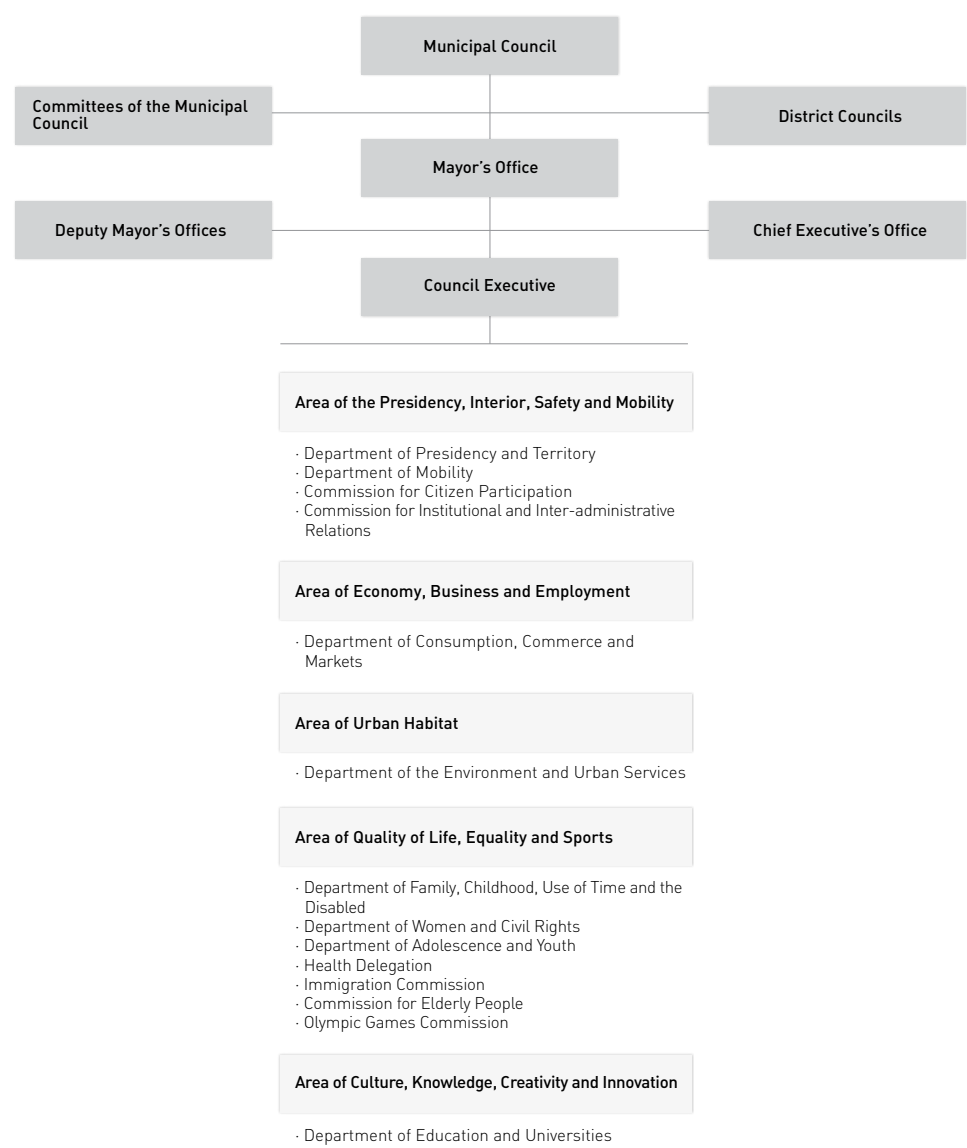 Municipal Council
Committees of the Municipal
Council
District Councils
Mayor's Office
Deputy Mayor's Offices
Chief Executive's Office
Council Executive
Area of the Presidency, Interior, Safety and Mobility
· Department of Presidency and Territory
· Department of Mobility
· Commission for Citizen Participation
· Commission for Institutional and Inter-administrative
Relations
Area of Economy, Business and Employment
· Department of Consumption, Commerce and
Markets
Area of Urban Habitat
· Department of the Environment and Urban Services
Area of Quality of Life, Equality and Sports
· Department of Family, Childhood, Use of Time and the
Disabled
· Department of Women and Civil Rights
· Department of Adolescence and Youth
· Health Delegation
· Immigration Commission
· Commission for Elderly People
· Olympic Games Commission
Area of Culture, Knowledge, Creativity and Innovation
· Department of Education and Universities